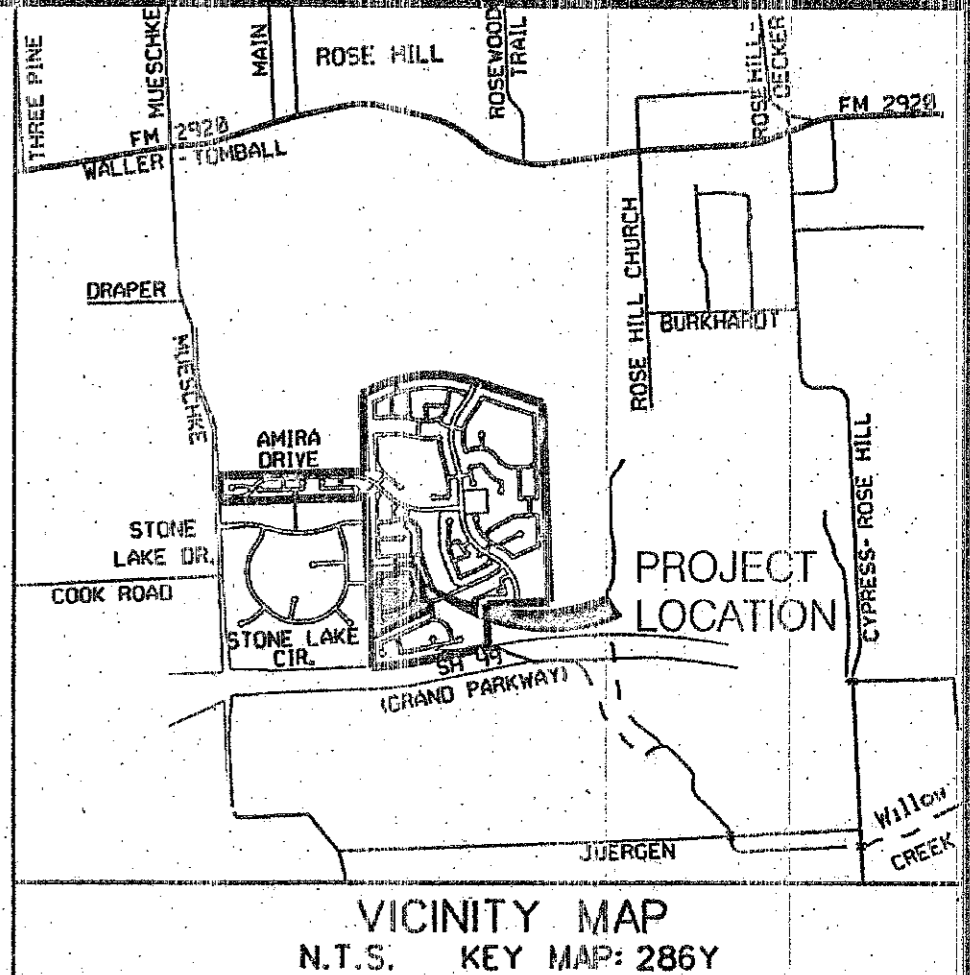 THREE PINE
MUESCHKE
MAIN
ROSE HILL
ROSEWOOD
TRAIL
ROSEHILL-
DECKER
FM 2920
FM 2920
WALLER - TOMBALL
DRAPER
MUESCHKE
ROSE HILL CHURCH
BURKHARDT
AMIRA
DRIVE
STONE
LAKE DR.
COOK ROAD
STONE LAKE
CIR.
PROJECT
LOCATION
CYPRESS- ROSE HILL
SH 99
(GRAND PARKWAY)
JUERGEN
Willow
CREEK
VICINITY MAP
N.T.S. KEY MAP: 286Y